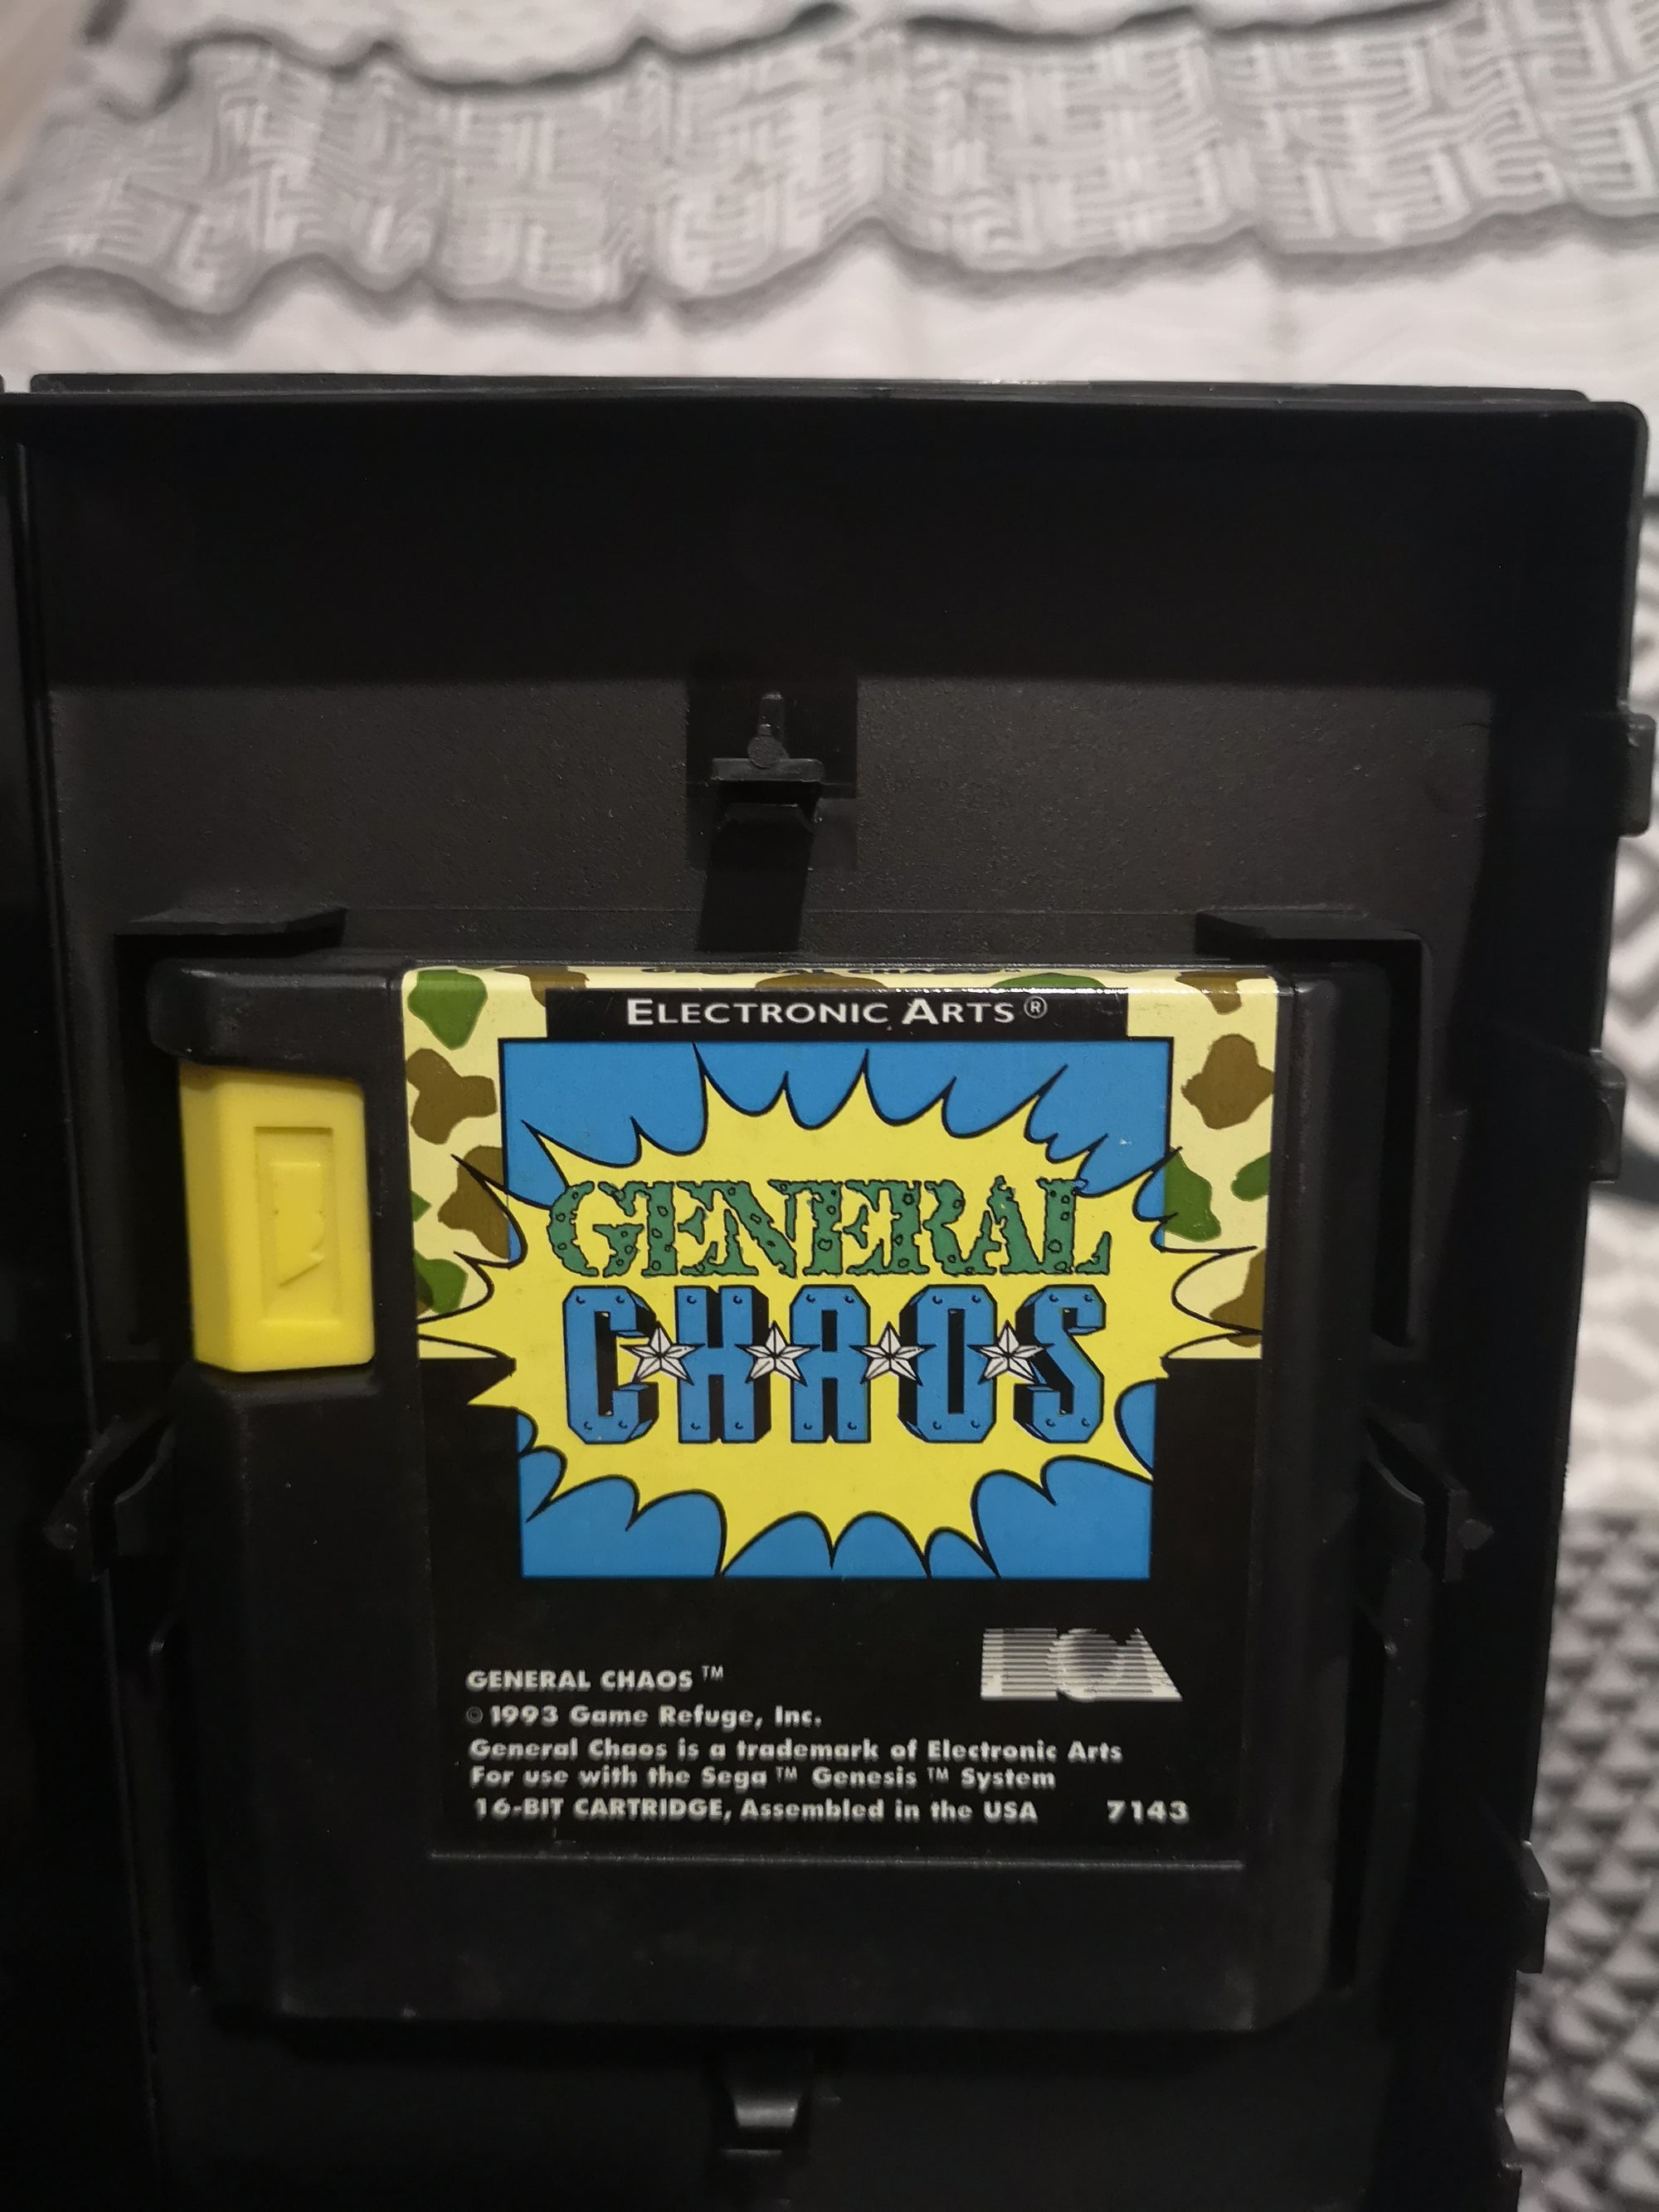 ELECTRONIC ARTS®
GENERAL
CHAOS
EA
GENERAL CHAOS™
©1993 Game Refuge, Inc.
General Chaos is a trademark of Electronic Arts
For use with the Sega™ Genesis™ System
16-BIT CARTRIDGE, Assembled in the USA 7143